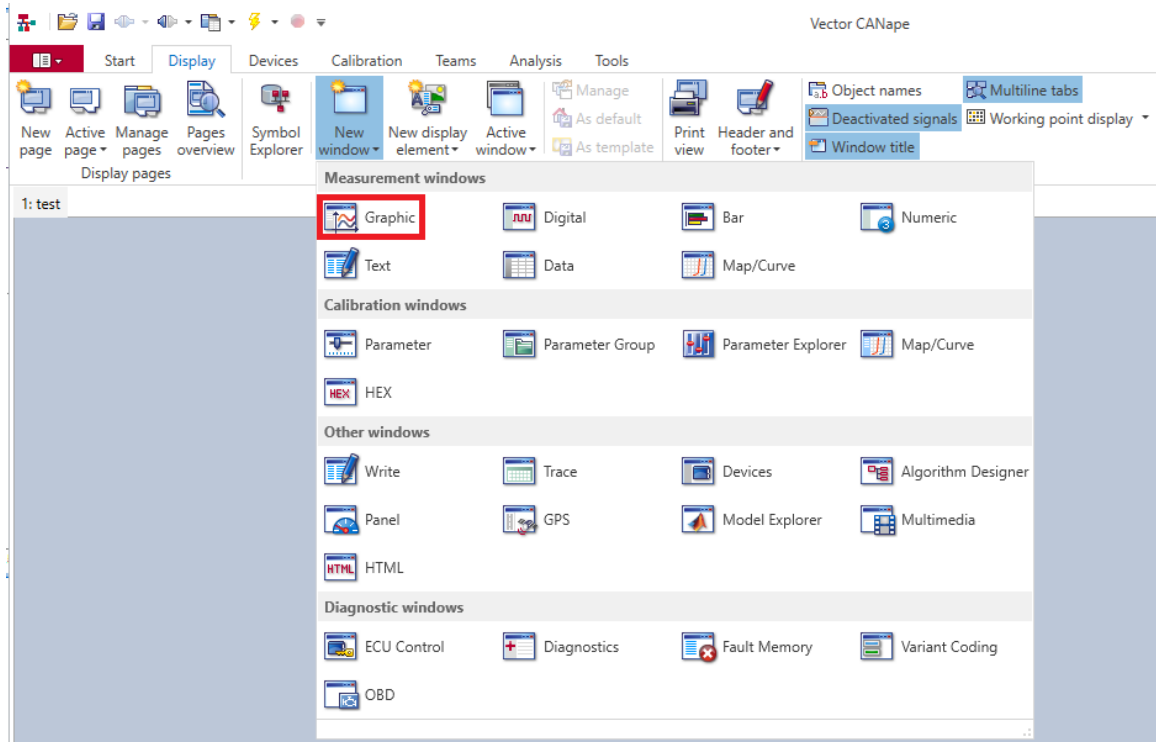 Vector CANape
Start Display Devices Calibration Teams Analysis Tools
New page
Active page
Manage pages
Pages overview
Symbol Explorer
New window
New display element
Active window
Manage
As default
As template
Print view
Header and footer
Object names
Deactivated signals
Window title
Multiline tabs
Working point display
Display pages
1: test
Measurement windows
Graphic Digital Bar Numeric
3
Text Data Map/Curve
Calibration windows
Parameter Parameter Group Parameter Explorer Map/Curve
HEX HEX
Other windows
Write Trace Devices Algorithm Designer
Panel GPS Model Explorer Multimedia
HTML HTML
Diagnostic windows
ECU Control Diagnostics Fault Memory Variant Coding
OBD